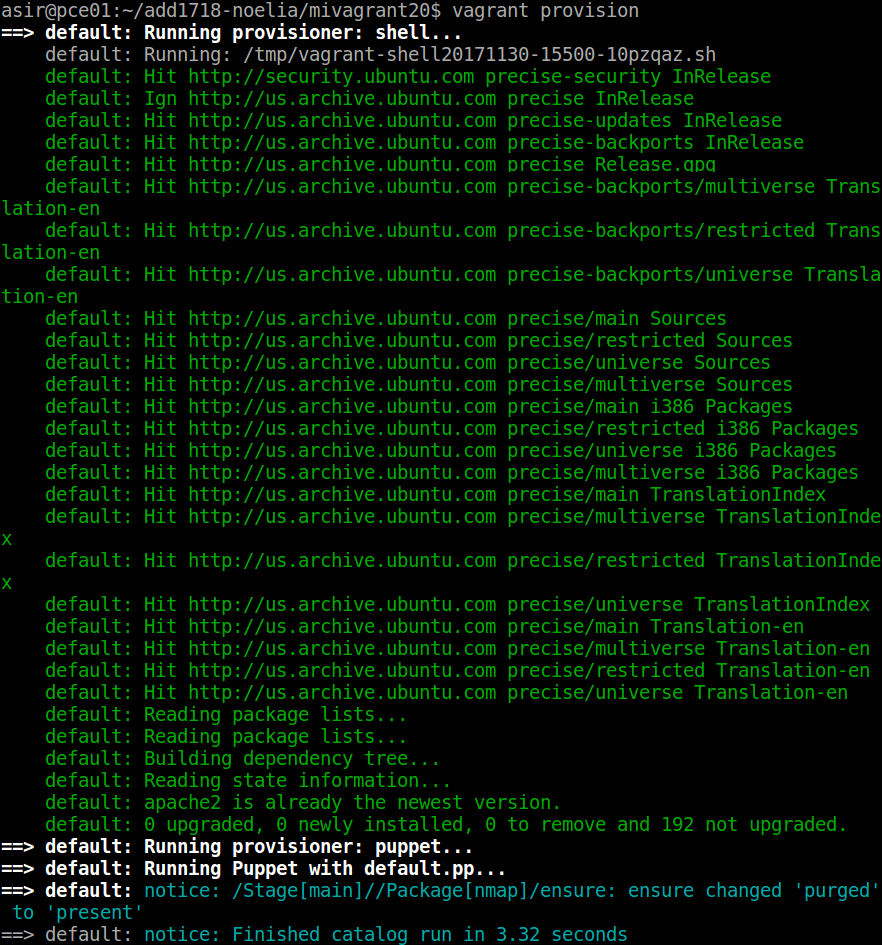 asir@pce01:~/add1718-noelia/mivagrant20$ vagrant provision
==> default: Running provisioner: shell...
    default: Running: /tmp/vagrant-shell20171130-15500-10pzqaz.sh
    default: Hit http://security.ubuntu.com precise-security InRelease
    default: Ign http://us.archive.ubuntu.com precise InRelease
    default: Hit http://us.archive.ubuntu.com precise-updates InRelease
    default: Hit http://us.archive.ubuntu.com precise-backports InRelease
    default: Hit http://us.archive.ubuntu.com precise Release.gpg
    default: Hit http://us.archive.ubuntu.com precise-backports/multiverse Trans
lation-en
    default: Hit http://us.archive.ubuntu.com precise-backports/restricted Trans
lation-en
    default: Hit http://us.archive.ubuntu.com precise-backports/universe Transla
tion-en
    default: Hit http://us.archive.ubuntu.com precise/main Sources
    default: Hit http://us.archive.ubuntu.com precise/restricted Sources
    default: Hit http://us.archive.ubuntu.com precise/universe Sources
    default: Hit http://us.archive.ubuntu.com precise/multiverse Sources
    default: Hit http://us.archive.ubuntu.com precise/main i386 Packages
    default: Hit http://us.archive.ubuntu.com precise/restricted i386 Packages
    default: Hit http://us.archive.ubuntu.com precise/universe i386 Packages
    default: Hit http://us.archive.ubuntu.com precise/multiverse i386 Packages
    default: Hit http://us.archive.ubuntu.com precise/main TranslationIndex
    default: Hit http://us.archive.ubuntu.com precise/multiverse TranslationInde
x
    default: Hit http://us.archive.ubuntu.com precise/restricted TranslationInde
x
    default: Hit http://us.archive.ubuntu.com precise/universe TranslationIndex
    default: Hit http://us.archive.ubuntu.com precise/main Translation-en
    default: Hit http://us.archive.ubuntu.com precise/multiverse Translation-en
    default: Hit http://us.archive.ubuntu.com precise/restricted Translation-en
    default: Hit http://us.archive.ubuntu.com precise/universe Translation-en
    default: Reading package lists...
    default: Reading package lists...
    default: Building dependency tree...
    default: Reading state information...
    default: apache2 is already the newest version.
    default: 0 upgraded, 0 newly installed, 0 to remove and 192 not upgraded.
==> default: Running provisioner: puppet...
==> default: Running Puppet with default.pp...
==> default: notice: /Stage[main]//Package[nmap]/ensure: ensure changed 'purged'
 to 'present'
==> default: notice: Finished catalog run in 3.32 seconds